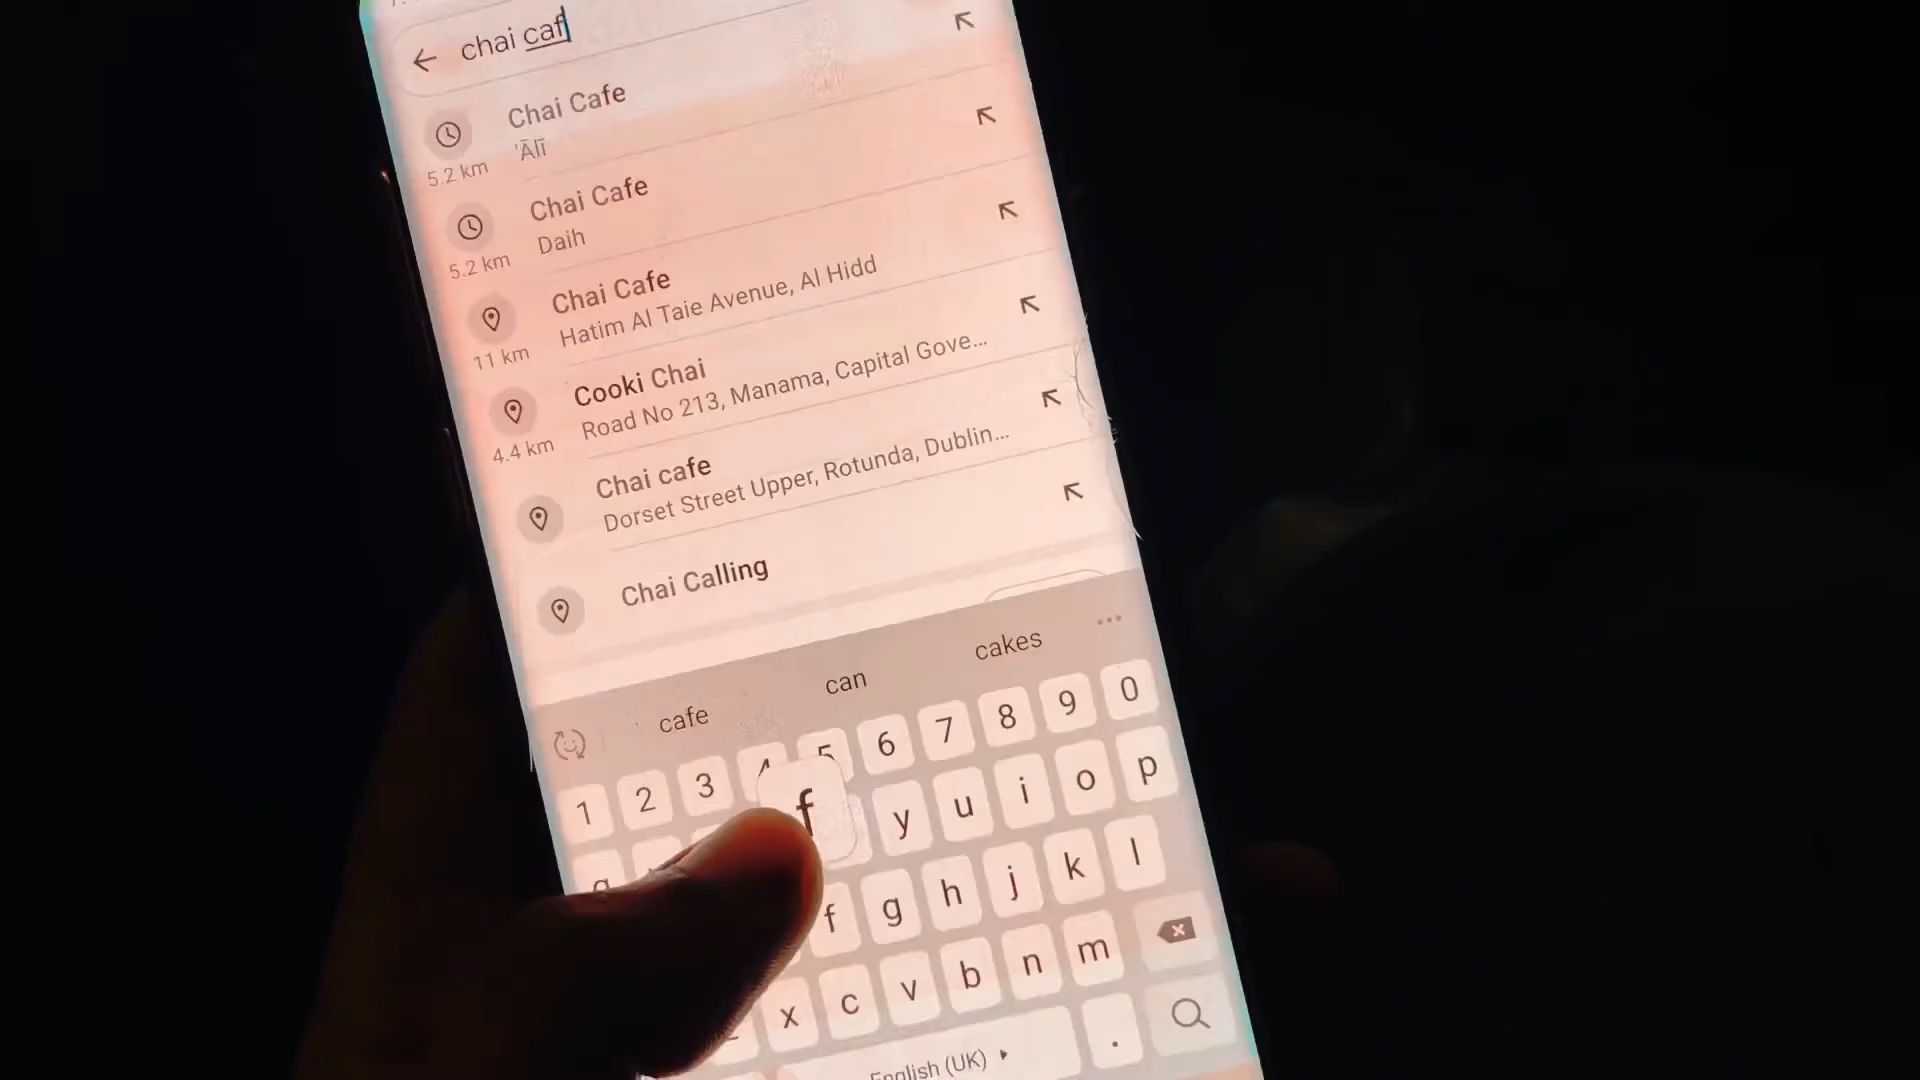 chai caf
Chai Cafe
'Ālī
5.2 km
Chai Cafe
Daih
5.2 km
Chai Cafe
Hatim Al Taie Avenue, Al Hidd
11 km
Cooki Chai
Road No 213, Manama, Capital Gove...
4.4 km
Chai cafe
Dorset Street Upper, Rotunda, Dublin...
Chai Calling
cafe can cakes
1 2 3 4 5 6 7 8 9 0
q f y u i o p
f g h j k l
x c v b n m
English (UK) .